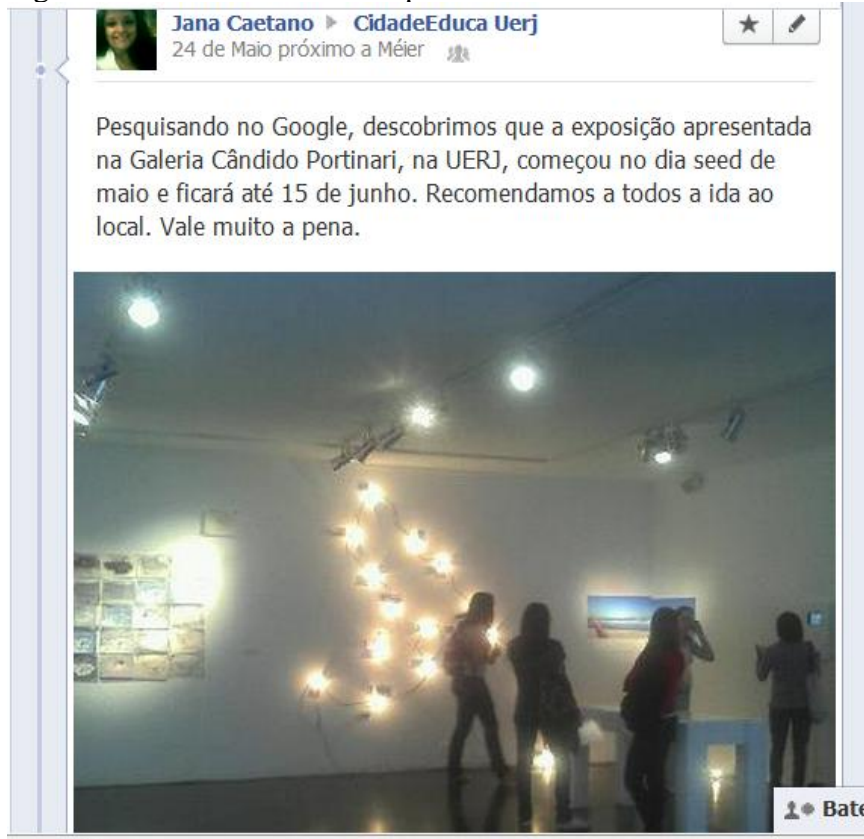 Jana Caetano ▶ CidadeEduca Uerj
24 de Maio próximo a Méier
Pesquisando no Google, descobrimos que a exposição apresentada
na Galeria Cândido Portinari, na UERJ, começou no dia seed de
maio e ficará até 15 de junho. Recomendamos a todos a ida ao
local. Vale muito a pena.
Bate